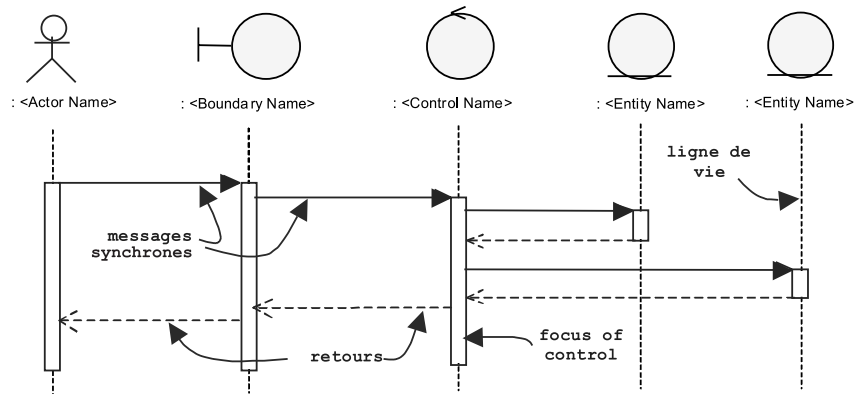 : <Actor Name>
: <Boundary Name>
: <Control Name>
: <Entity Name>
: <Entity Name>
ligne de
vie
messages
synchrones
retours
focus of
control